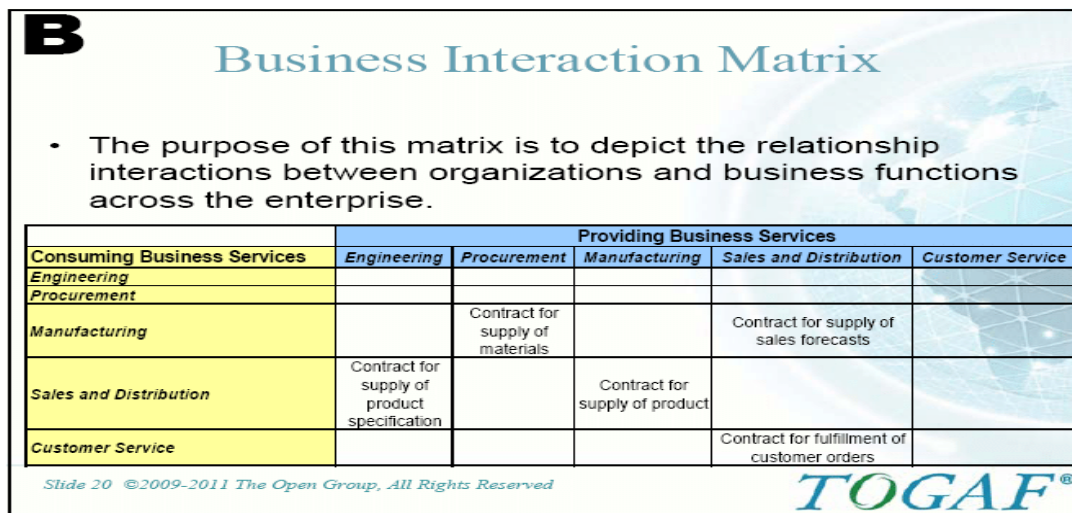 B
Business Interaction Matrix
• The purpose of this matrix is to depict the relationship
interactions between organizations and business functions
across the enterprise.
Providing Business Services
Consuming Business Services Engineering Procurement Manufacturing Sales and Distribution Customer Service
Engineering
Procurement
Manufacturing
Contract for
supply of
materials
Contract for supply of
sales forecasts
Sales and Distribution
Contract for
supply of
product
specification
Contract for
supply of product
Customer Service
Contract for fulfillment of
customer orders
Slide 20 ©2009-2011 The Open Group, All Rights Reserved
TOGAF®